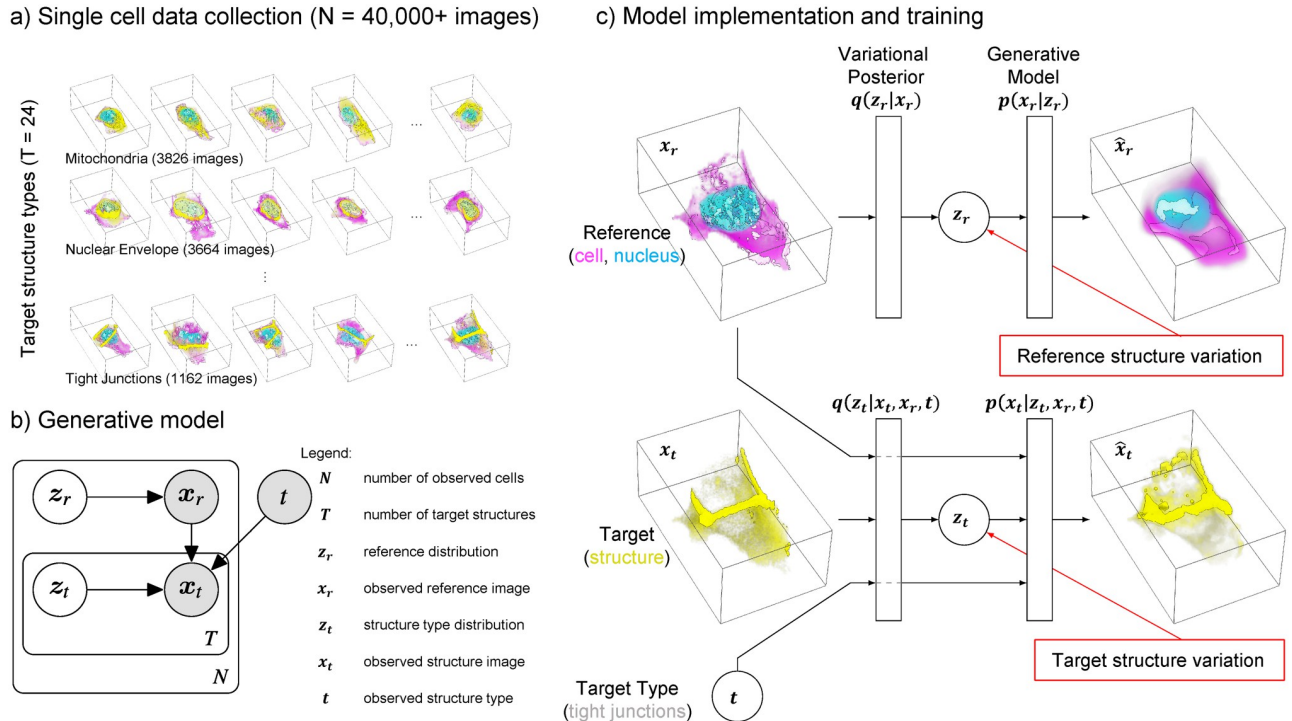 a) Single cell data collection (N = 40,000+ images)
Target structure types (T = 24)
...
Mitochondria (3826 images)
...
Nuclear Envelope (3664 images)
⋮
...
Tight Junctions (1162 images)
b) Generative model
z_r
x_r
t
z_t
x_t
T
N
Legend:
N number of observed cells
T number of target structures
z_r reference distribution
x_r observed reference image
z_t structure type distribution
x_t observed structure image
t observed structure type
c) Model implementation and training
Variational
Posterior
q(z_r|x_r)
Generative
Model
p(x_r|z_r)
x_r
Reference
(cell, nucleus)
z_r
x̂_r
Reference structure variation
q(z_t|x_t, x_r, t)
p(x_t|z_t, x_r, t)
x_t
Target
(structure)
z_t
x̂_t
Target structure variation
Target Type
(tight junctions)
t